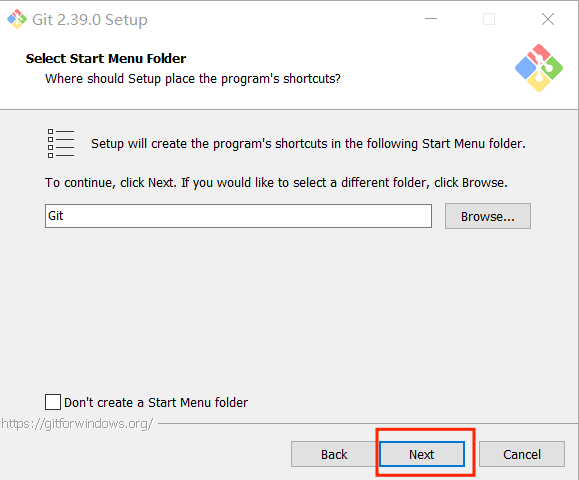 Git 2.39.0 Setup
Select Start Menu Folder
Where should Setup place the program's shortcuts?
Setup will create the program's shortcuts in the following Start Menu folder.
To continue, click Next. If you would like to select a different folder, click Browse.
Git
Browse...
Don't create a Start Menu folder
https://gitforwindows.org/
Back
Next
Cancel